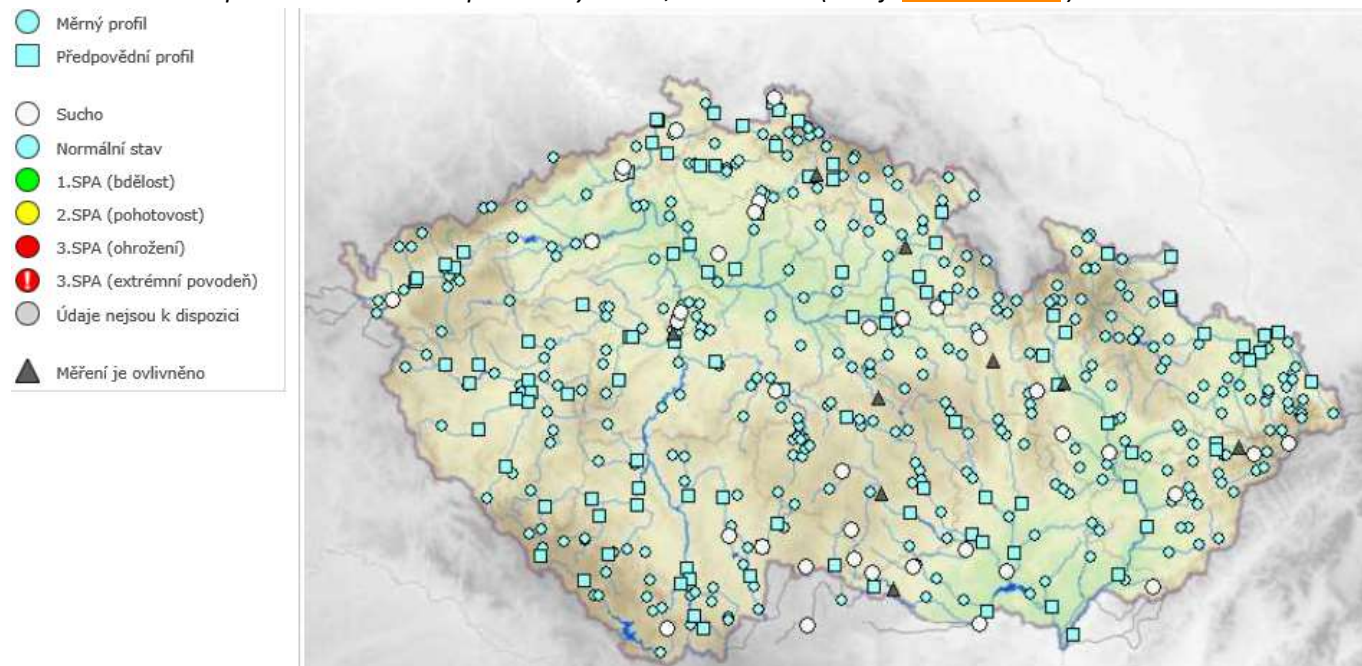 Měrný profil
Předpovědní profil
Sucho
Normální stav
1.SPA (bdělost)
2.SPA (pohotovost)
3.SPA (ohrožení)
3.SPA (extrémní povodeň)
Údaje nejsou k dispozici
Měření je ovlivněno